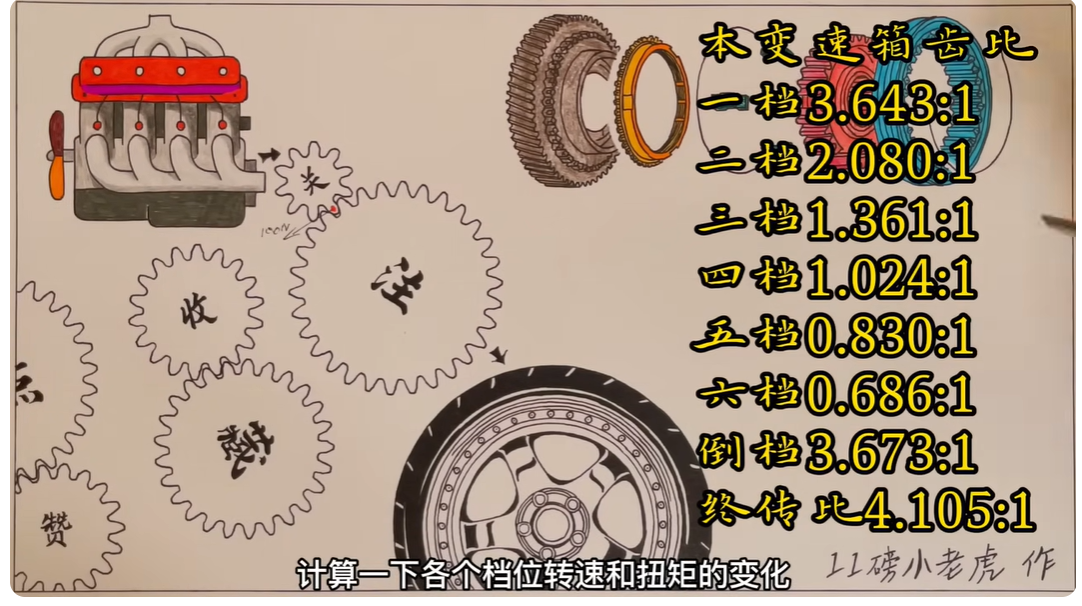 本变速箱齿比
一档3.643:1
二档2.080:1
三档1.361:1
四档1.024:1
五档0.830:1
六档0.686:1
倒档3.673:1
终传比4.105:1
关
100N
注
收
藏
点
赞
11磅小老虎 作
计算一下各个档位转速和扭矩的变化